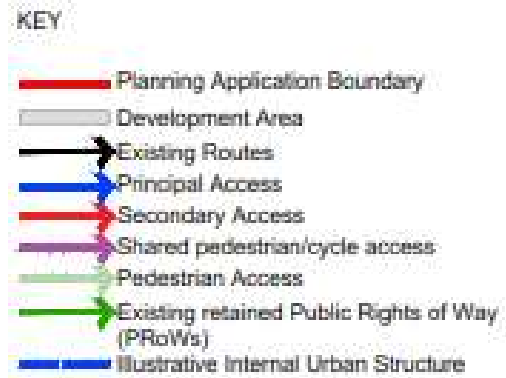 KEY
Planning Application Boundary
Development Area
Existing Routes
Principal Access
Secondary Access
Shared pedestrian/cycle access
Pedestrian Access
Existing retained Public Rights of Way
(PRoWs)
Illustrative Internal Urban Structure